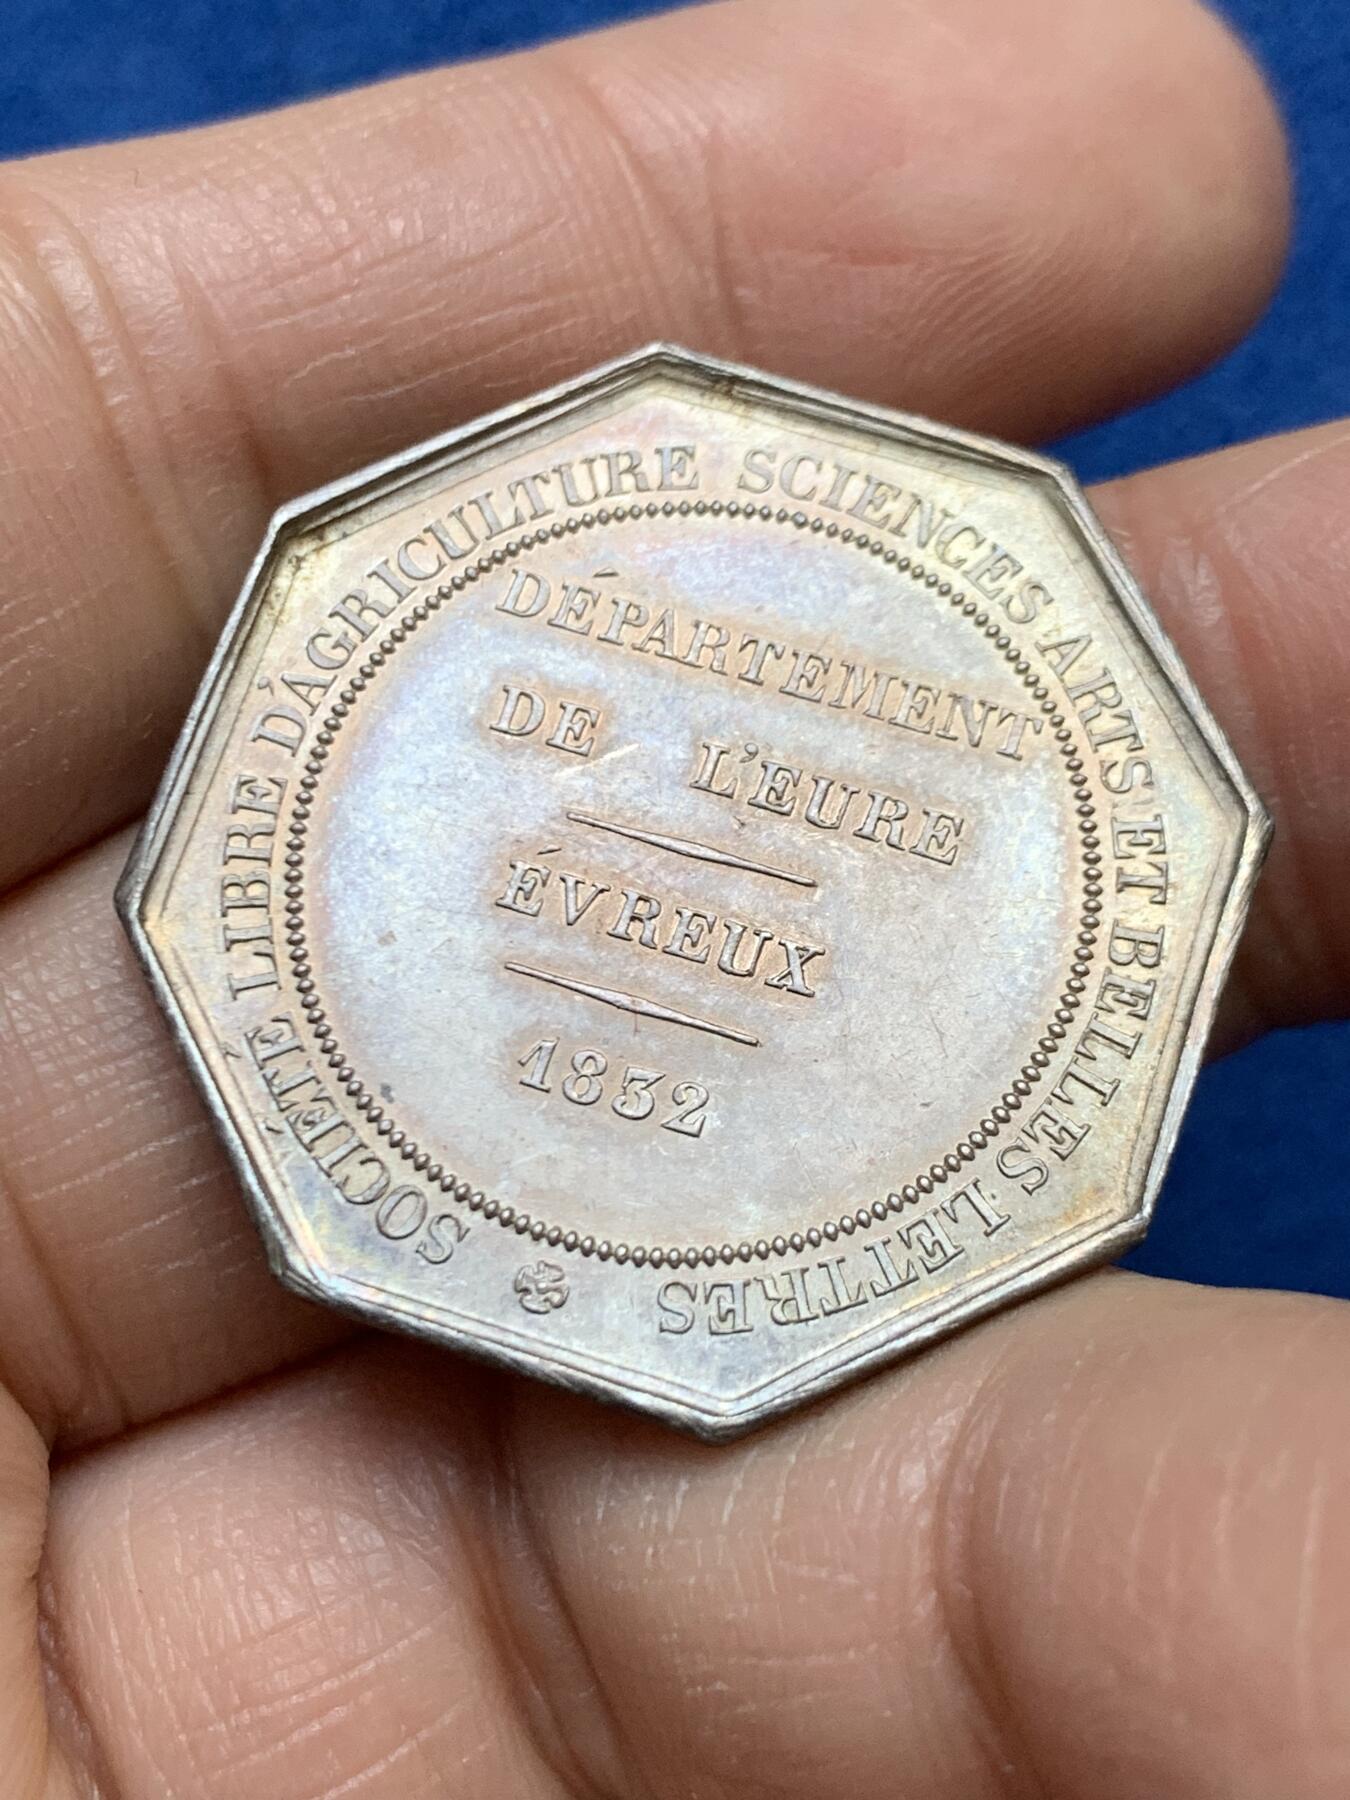 SOCIÉTÉ LIBRE D'AGRICULTURE SCIENCES ARTS ET BELLES LETTRES
DÉPARTEMENT
DE L'EURE
ÉVREUX
1832